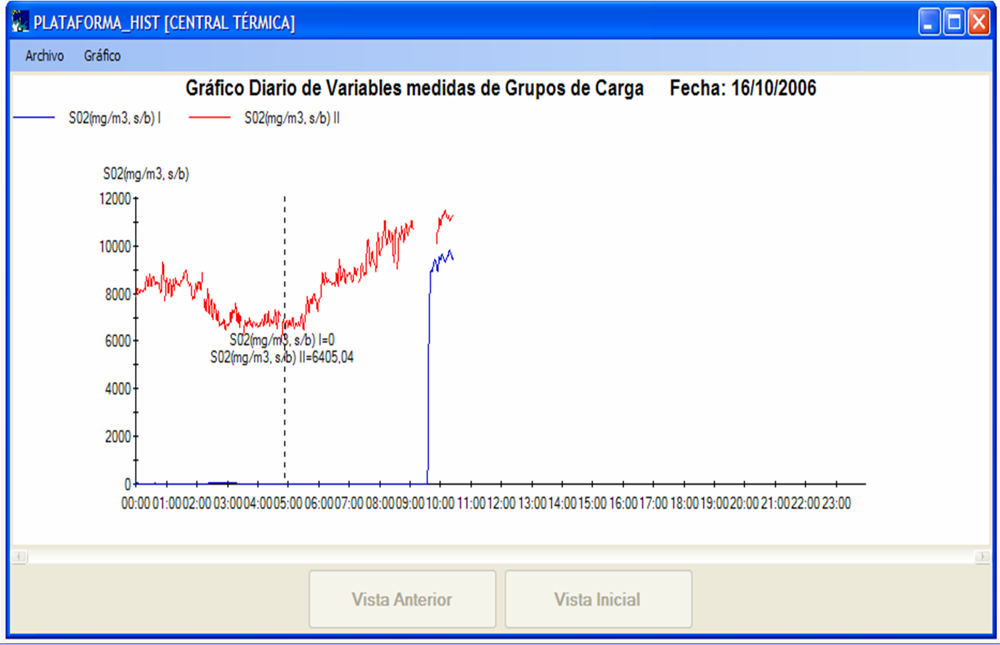 PLATAFORMA_HIST [CENTRAL TÉRMICA]
Archivo Gráfico
Gráfico Diario de Variables medidas de Grupos de Carga Fecha: 16/10/2006
S02(mg/m3, s/b) I S02(mg/m3, s/b) II
S02(mg/m3, s/b)
12000
10000
8000
6000
S02(mg/m3, s/b) I=0
S02(mg/m3, s/b) II=6405,04
4000
2000
0
00:00 01:00 02:00 03:00 04:00 05:00 06:00 07:00 08:00 09:00 10:00 11:00 12:00 13:00 14:00 15:00 16:00 17:00 18:00 19:00 20:00 21:00 22:00 23:00
Vista Anterior Vista Inicial